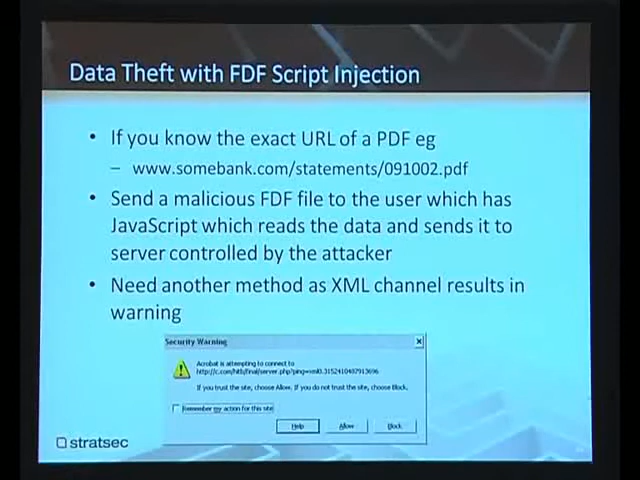 Data Theft with FDF Script Injection
• If you know the exact URL of a PDF eg
– www.somebank.com/statements/091002.pdf
• Send a malicious FDF file to the user which has
JavaScript which reads the data and sends it to
server controlled by the attacker
• Need another method as XML channel results in
warning
Security Warning
Acrobat is attempting to connect to
If you trust the site, choose Allow. If you do not trust the site, choose Block.
Remember my action for this site
Help Allow Block
stratsec